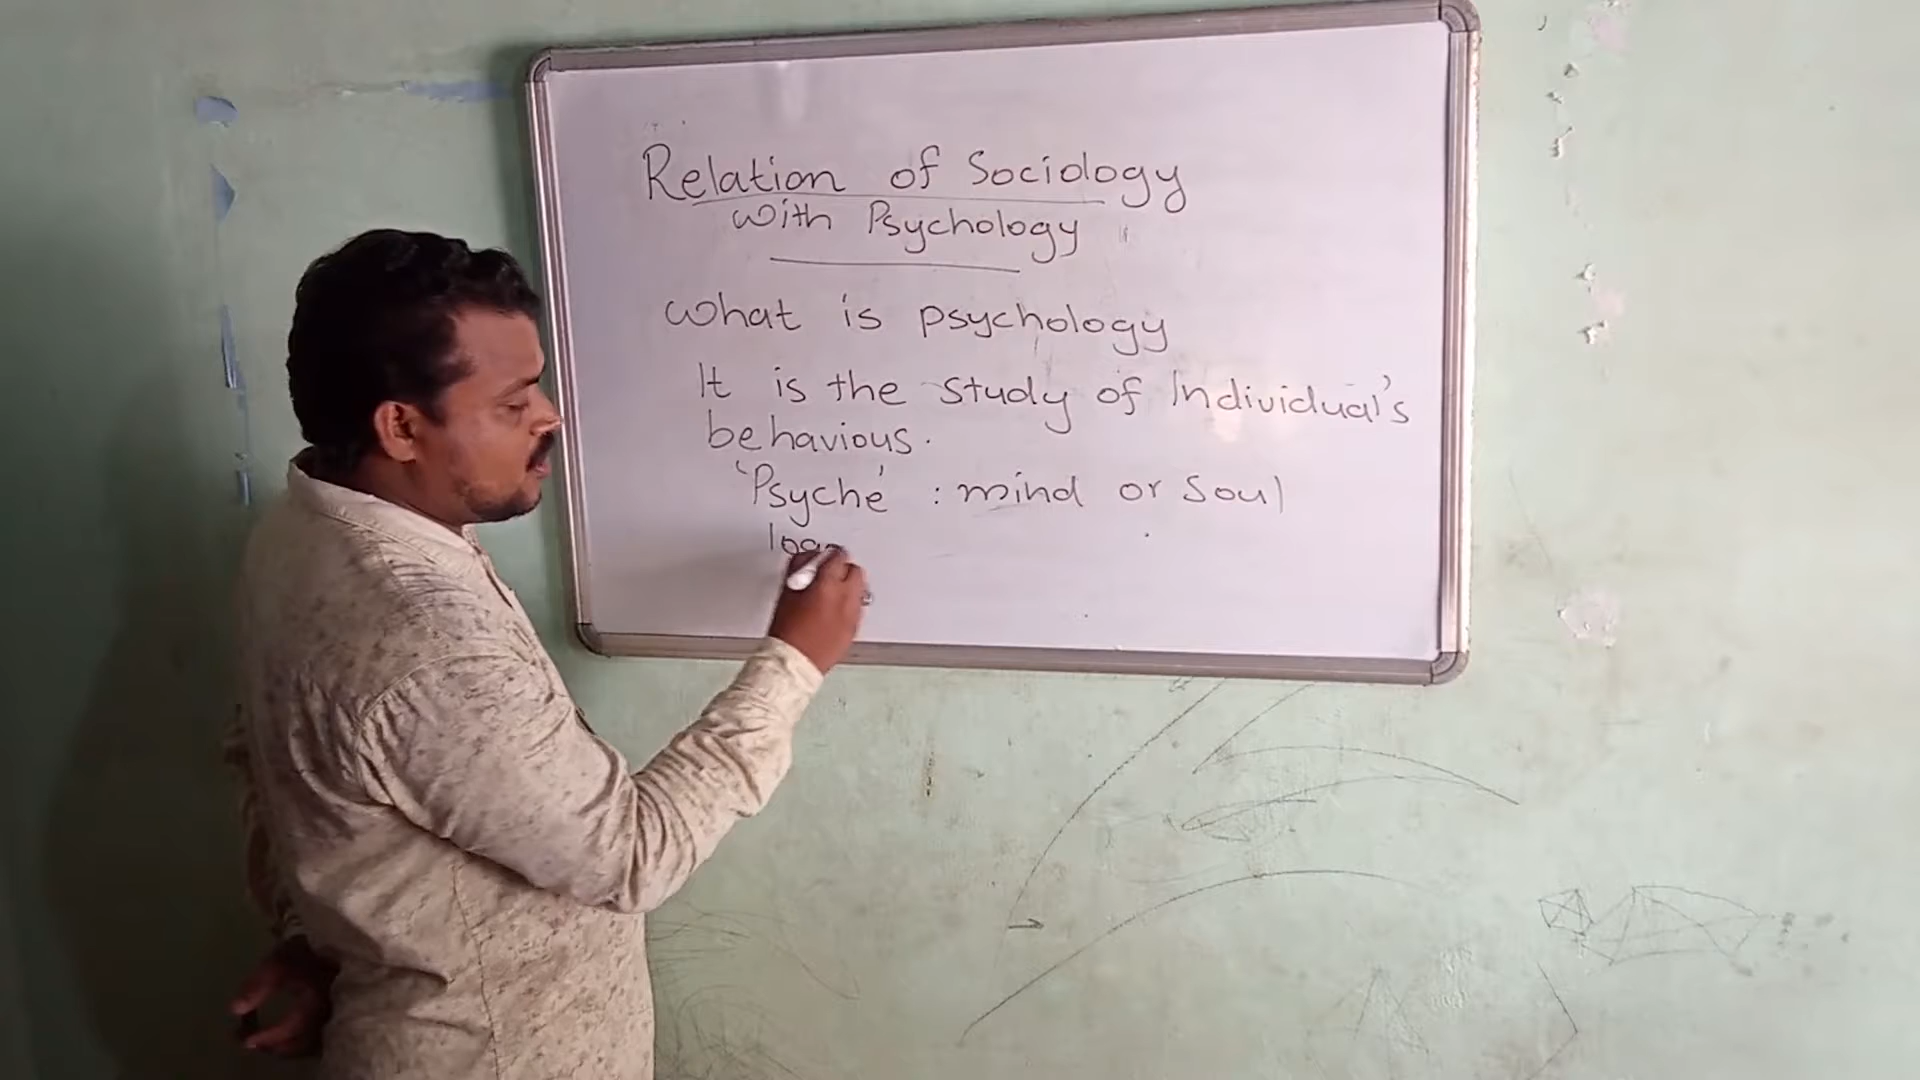 Relation of Sociology
with Psychology
What is psychology
It is the study of Individual's
behavious.
'Psyche' : mind or Soul